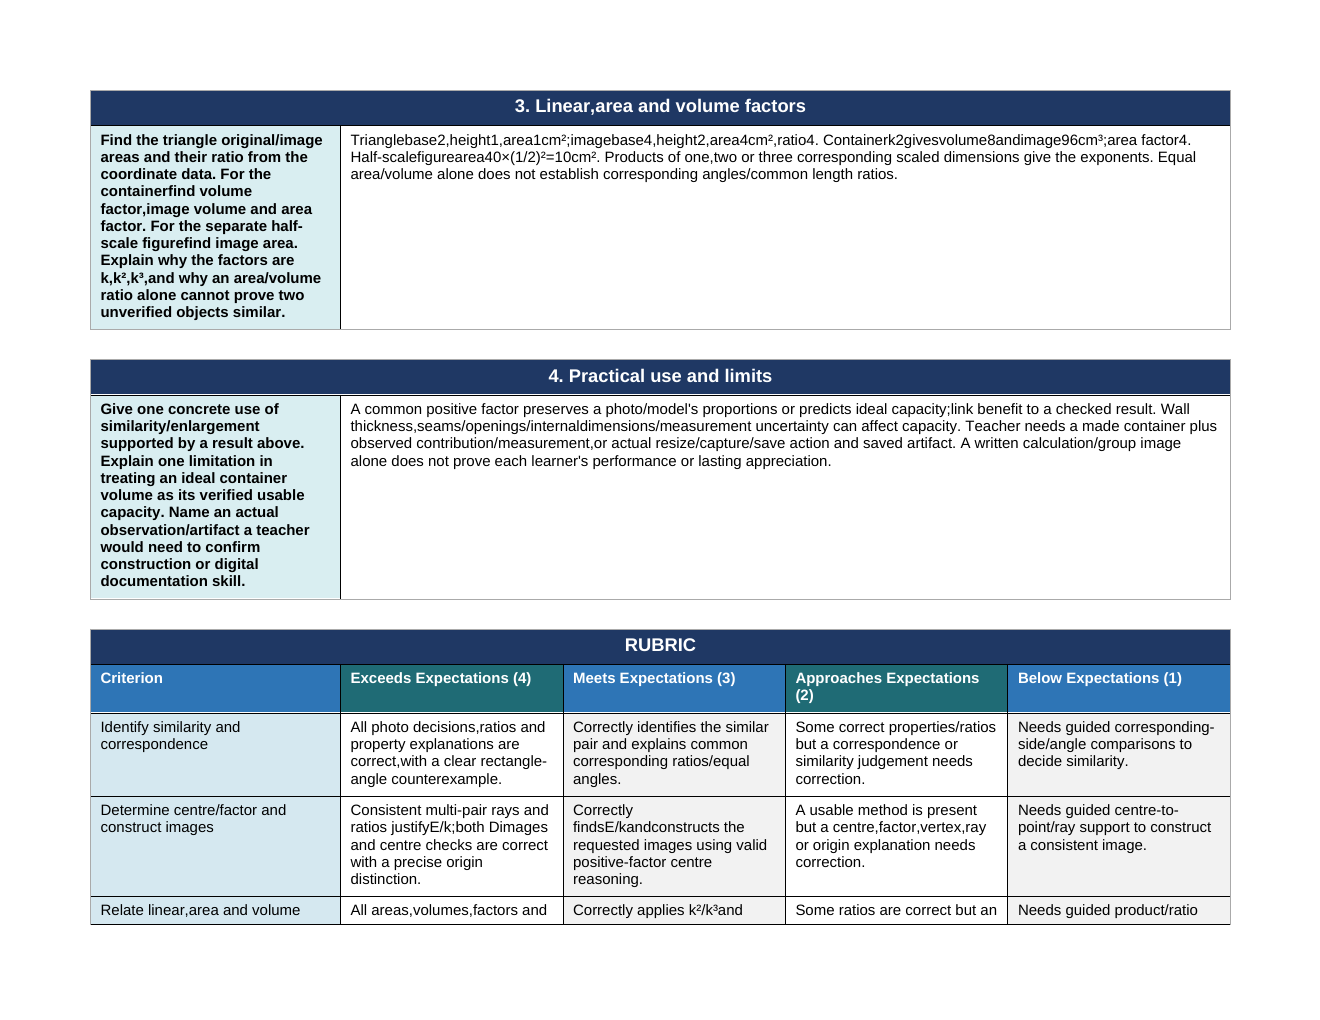 3. Linear,area and volume factors
Find the triangle original/image
areas and their ratio from the
coordinate data. For the
containerfind volume
factor,image volume and area
factor. For the separate half-
scale figurefind image area.
Explain why the factors are
k,k²,k³,and why an area/volume
ratio alone cannot prove two
unverified objects similar.
Trianglebase2,height1,area1cm²;imagebase4,height2,area4cm²,ratio4. Containerk2givesvolume8andimage96cm³;area factor4.
Half-scalefigurearea40×(1/2)²=10cm². Products of one,two or three corresponding scaled dimensions give the exponents. Equal
area/volume alone does not establish corresponding angles/common length ratios.
4. Practical use and limits
Give one concrete use of
similarity/enlargement
supported by a result above.
Explain one limitation in
treating an ideal container
volume as its verified usable
capacity. Name an actual
observation/artifact a teacher
would need to confirm
construction or digital
documentation skill.
A common positive factor preserves a photo/model's proportions or predicts ideal capacity;link benefit to a checked result. Wall
thickness,seams/openings/internaldimensions/measurement uncertainty can affect capacity. Teacher needs a made container plus
observed contribution/measurement,or actual resize/capture/save action and saved artifact. A written calculation/group image
alone does not prove each learner's performance or lasting appreciation.
RUBRIC
Criterion
Exceeds Expectations (4)
Meets Expectations (3)
Approaches Expectations
(2)
Below Expectations (1)
Identify similarity and
correspondence
All photo decisions,ratios and
property explanations are
correct,with a clear rectangle-
angle counterexample.
Correctly identifies the similar
pair and explains common
corresponding ratios/equal
angles.
Some correct properties/ratios
but a correspondence or
similarity judgement needs
correction.
Needs guided corresponding-
side/angle comparisons to
decide similarity.
Determine centre/factor and
construct images
Consistent multi-pair rays and
ratios justifyE/k;both Dimages
and centre checks are correct
with a precise origin
distinction.
Correctly
findsE/kandconstructs the
requested images using valid
positive-factor centre
reasoning.
A usable method is present
but a centre,factor,vertex,ray
or origin explanation needs
correction.
Needs guided centre-to-
point/ray support to construct
a consistent image.
Relate linear,area and volume
All areas,volumes,factors and
Correctly applies k²/k³and
Some ratios are correct but an
Needs guided product/ratio